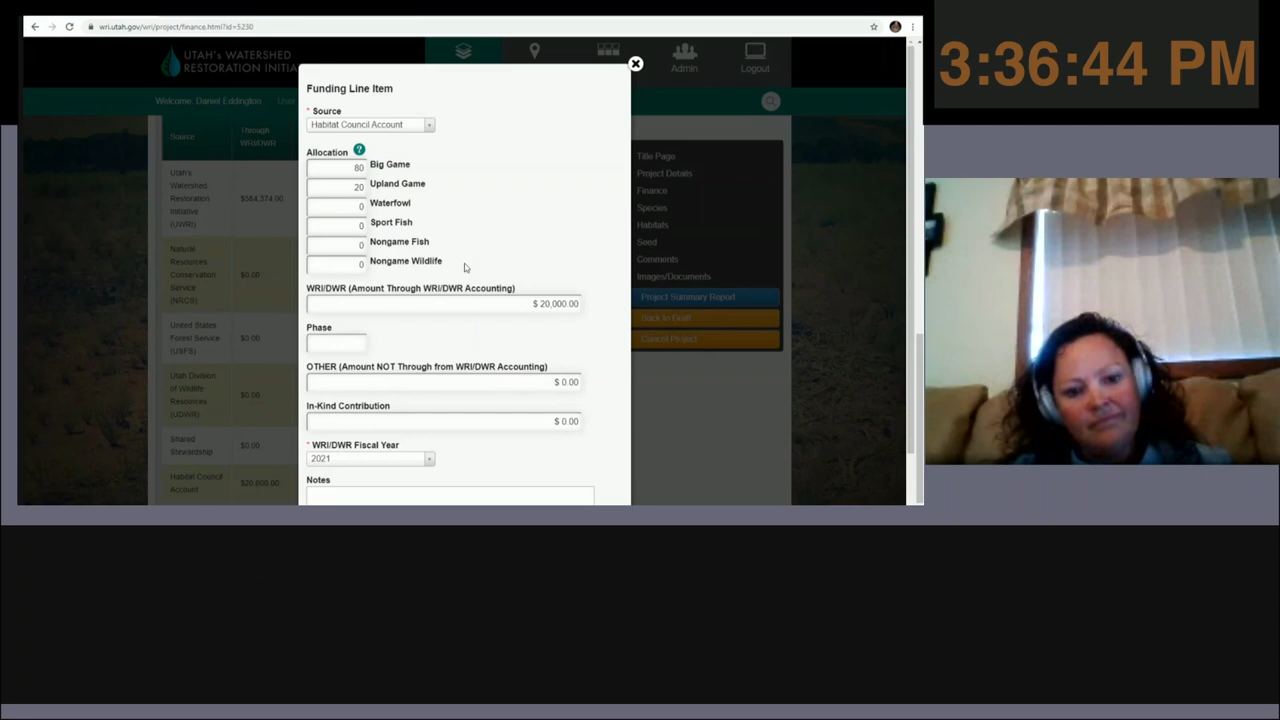 wri.utah.gov/wri/project/finance.html?id=5230
3:36:44 PM
UTAH'S WATERSHED
RESTORATION INITIA
Admin
Logout
Welcome: Daniel Eddington
User
Source
Through
WRI/DWR
Utah's
Watershed
Restoration
Initiative
(UWRI)
$584,374.00
Natural
Resources
Conservation
Service
(NRCS)
$0.00
United
States
Forest Service
(USFS)
$0.00
Utah Division
of Wildlife
Resources
(UDWR)
$0.00
Shared
Stewardship
$0.00
Habitat Council
Account
$20,000.00
Funding Line Item
* Source
Habitat Council Account
Allocation ?
80 Big Game
20 Upland Game
0 Waterfowl
0 Sport Fish
0 Nongame Fish
0 Nongame Wildlife
WRI/DWR (Amount Through WRI/DWR Accounting)
$ 20,000.00
Phase
OTHER (Amount NOT Through from WRI/DWR Accounting)
$ 0.00
In-Kind Contribution
$ 0.00
* WRI/DWR Fiscal Year
2021
Notes
Title Page
Project Details
Finance
Species
Habitats
Seed
Comments
Images/Documents
Project Summary Report
Back to Draft
Cancel Project